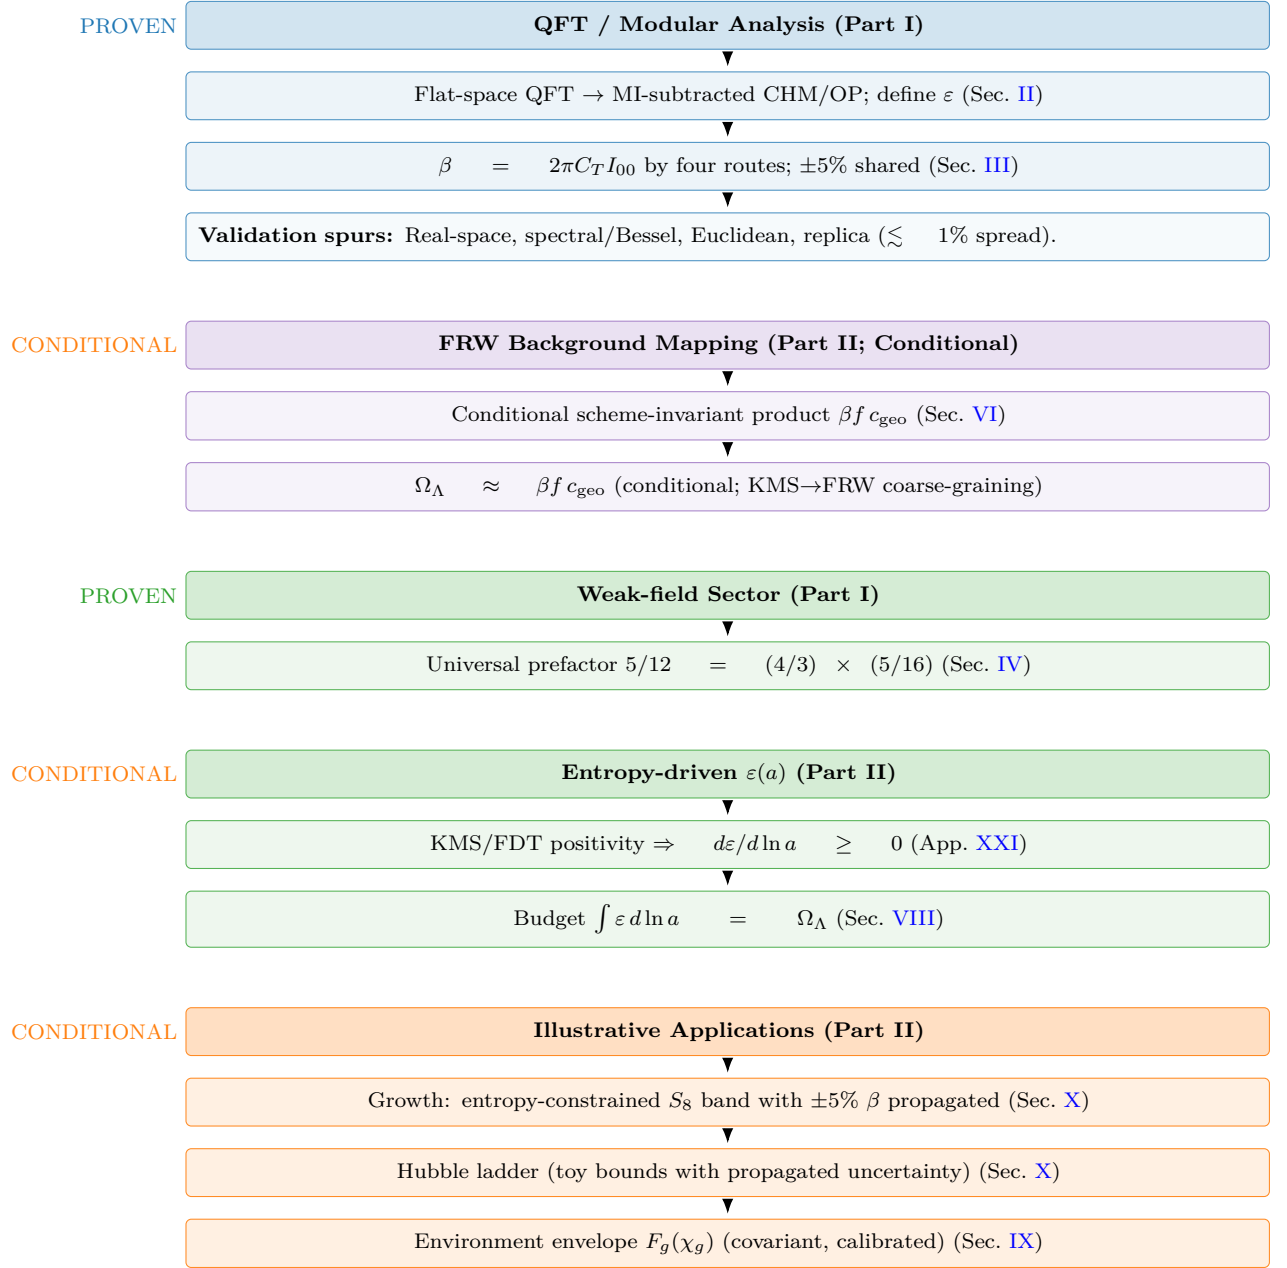 PROVEN
QFT / Modular Analysis (Part I)
Flat-space QFT → MI-subtracted CHM/OP; define ε (Sec. II)
β = 2πC_T I_00 by four routes; ±5% shared (Sec. III)
Validation spurs: Real-space, spectral/Bessel, Euclidean, replica (≲ 1% spread).
CONDITIONAL
FRW Background Mapping (Part II; Conditional)
Conditional scheme-invariant product βf c_geo (Sec. VI)
Ω_Λ ≈ βf c_geo (conditional; KMS→FRW coarse-graining)
PROVEN
Weak-field Sector (Part I)
Universal prefactor 5/12 = (4/3) × (5/16) (Sec. IV)
CONDITIONAL
Entropy-driven ε(a) (Part II)
KMS/FDT positivity ⇒ dε/d ln a ≥ 0 (App. XXI)
Budget ∫ ε d ln a = Ω_Λ (Sec. VIII)
CONDITIONAL
Illustrative Applications (Part II)
Growth: entropy-constrained S_8 band with ±5% β propagated (Sec. X)
Hubble ladder (toy bounds with propagated uncertainty) (Sec. X)
Environment envelope F_g(χ_g) (covariant, calibrated) (Sec. IX)